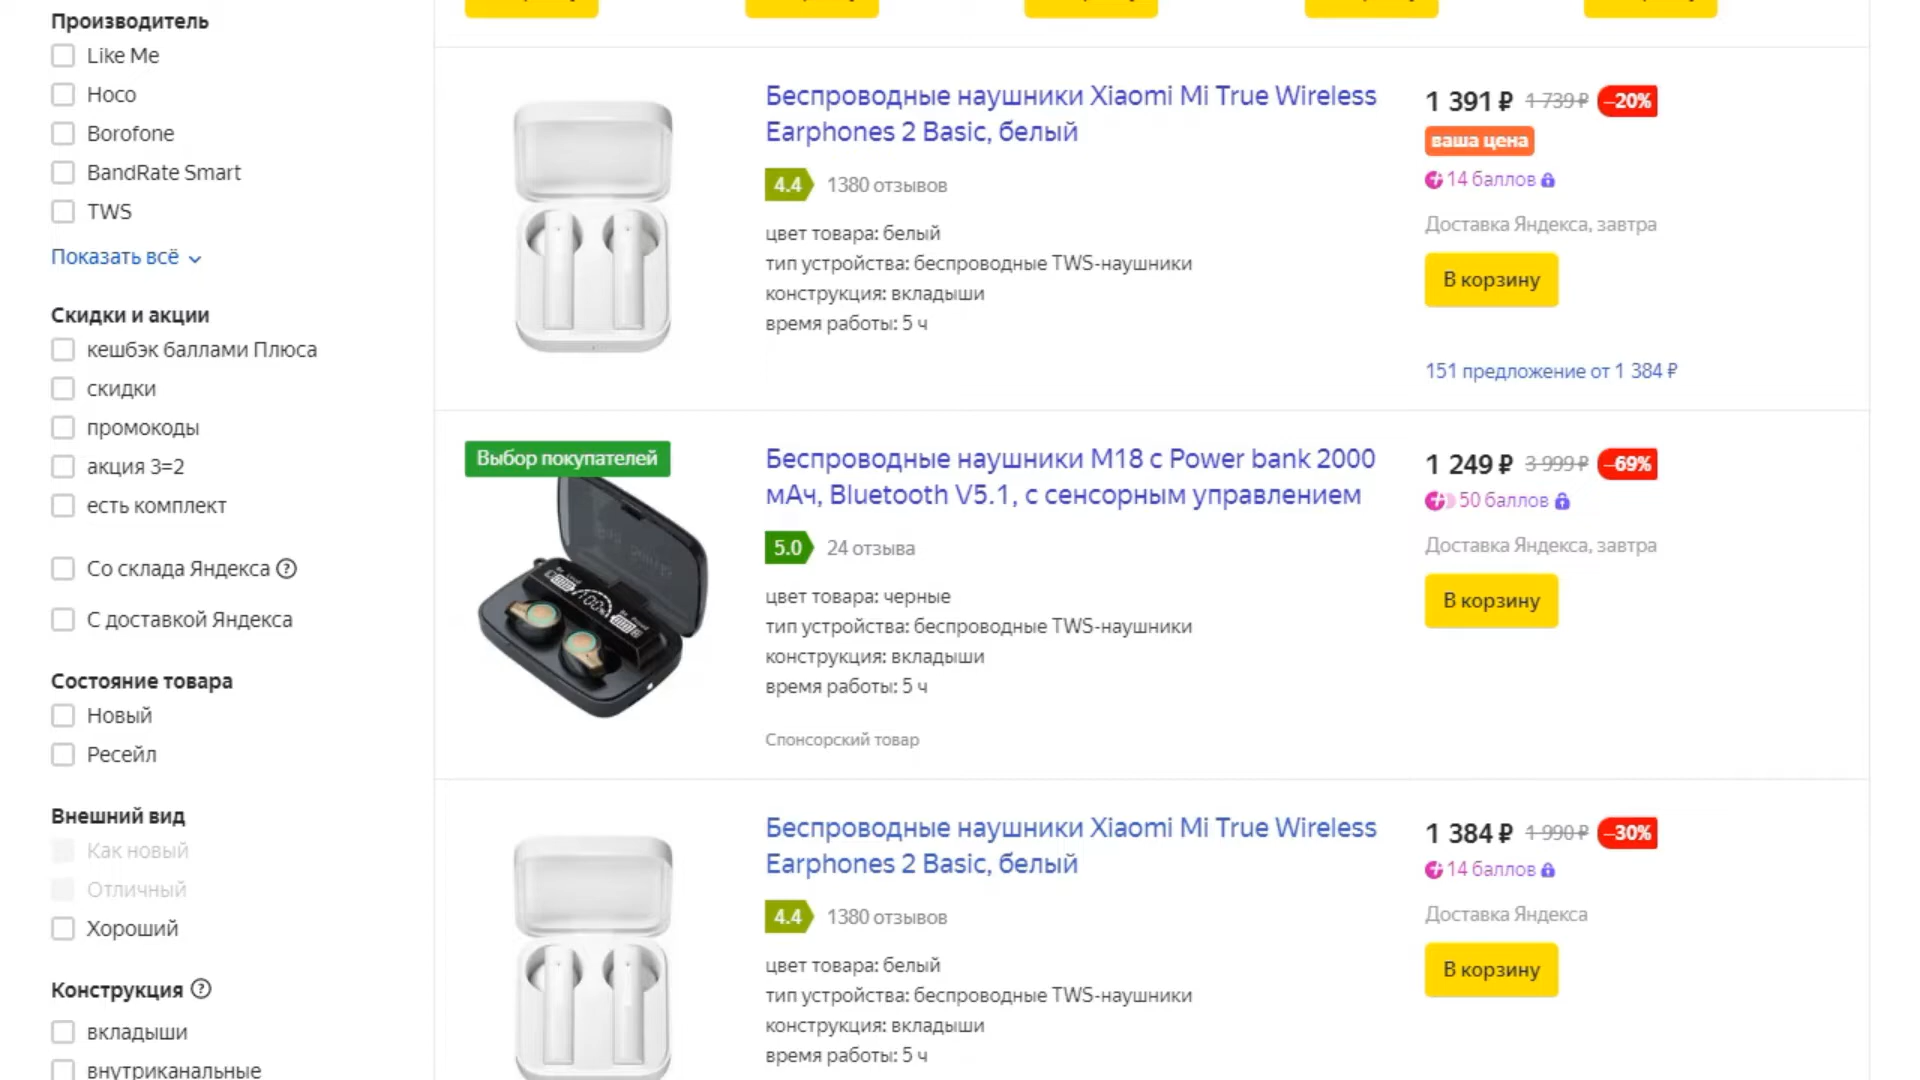 Производитель
Like Me
Hoco
Borofone
BandRate Smart
TWS
Показать всё
Скидки и акции
кешбэк баллами Плюса
скидки
промокоды
акция 3=2
есть комплект
Со склада Яндекса
С доставкой Яндекса
Состояние товара
Новый
Ресейл
Внешний вид
Как новый
Отличный
Хороший
Конструкция
вкладыши
внутриканальные
Беспроводные наушники Xiaomi Mi True Wireless
Earphones 2 Basic, белый
4.4 1380 отзывов
цвет товара: белый
тип устройства: беспроводные TWS-наушники
конструкция: вкладыши
время работы: 5 ч
1 391 ₽ 1 739 ₽ –20%
ваша цена
14 баллов
Доставка Яндекса, завтра
В корзину
151 предложение от 1 384 ₽
Выбор покупателей
100%
Беспроводные наушники M18 с Power bank 2000
мАч, Bluetooth V5.1, с сенсорным управлением
5.0 24 отзыва
цвет товара: черные
тип устройства: беспроводные TWS-наушники
конструкция: вкладыши
время работы: 5 ч
Спонсорский товар
1 249 ₽ 3 999 ₽ –69%
50 баллов
Доставка Яндекса, завтра
В корзину
Беспроводные наушники Xiaomi Mi True Wireless
Earphones 2 Basic, белый
4.4 1380 отзывов
цвет товара: белый
тип устройства: беспроводные TWS-наушники
конструкция: вкладыши
время работы: 5 ч
1 384 ₽ 1 990 ₽ –30%
14 баллов
Доставка Яндекса
В корзину